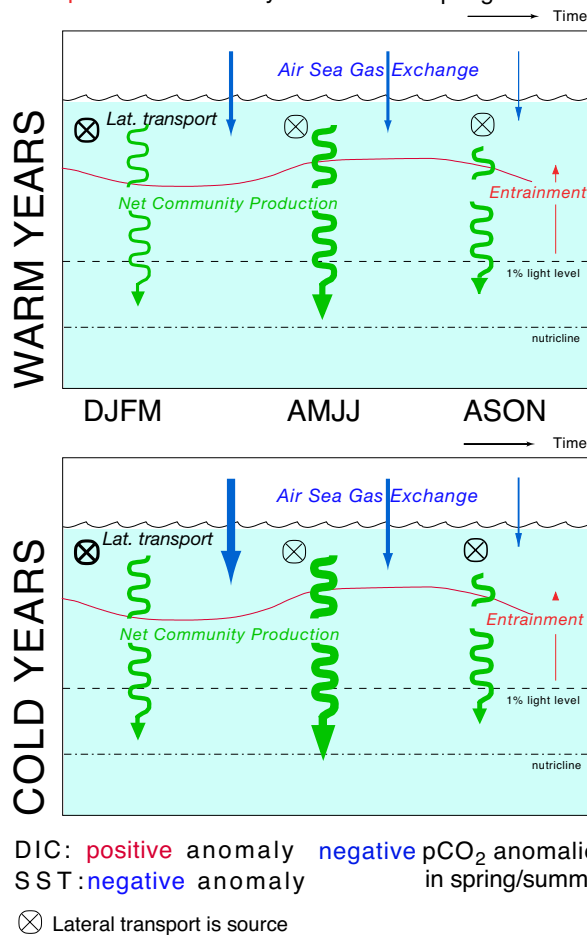 Time
Air Sea Gas Exchange
Lat. transport
Net Community Production
Entrainment
1% light level
nutricline
WARM YEARS
DJFM AMJJ ASON
Time
Air Sea Gas Exchange
Lat. transport
Net Community Production
Entrainment
1% light level
nutricline
COLD YEARS
DIC: positive anomaly negative pCO2 anomalie
SST:negative anomaly in spring/summ
Lateral transport is source